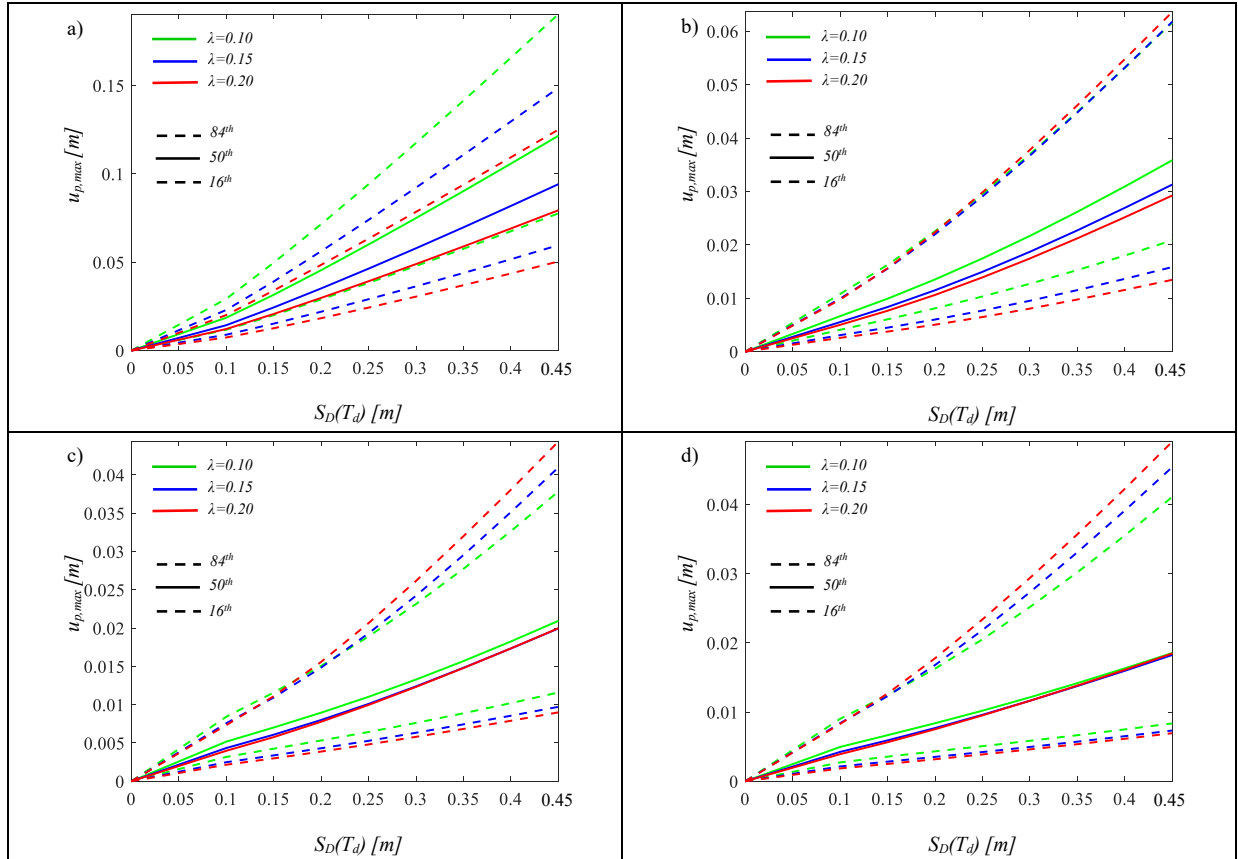 a)
λ=0.10
λ=0.15
λ=0.20
84th
50th
16th
0.15
0.1
0.05
0
u_p,max [m]
0 0.05 0.1 0.15 0.2 0.25 0.3 0.35 0.4 0.45
S_D(T_d) [m]
b)
λ=0.10
λ=0.15
λ=0.20
84th
50th
16th
0.06
0.05
0.04
0.03
0.02
0.01
0
u_p,max [m]
0 0.05 0.1 0.15 0.2 0.25 0.3 0.35 0.4 0.45
S_D(T_d) [m]
c)
λ=0.10
λ=0.15
λ=0.20
84th
50th
16th
0.04
0.035
0.03
0.025
0.02
0.015
0.01
0.005
0
u_p,max [m]
0 0.05 0.1 0.15 0.2 0.25 0.3 0.35 0.4 0.45
S_D(T_d) [m]
d)
λ=0.10
λ=0.15
λ=0.20
84th
50th
16th
0.04
0.03
0.02
0.01
0
u_p,max [m]
0 0.05 0.1 0.15 0.2 0.25 0.3 0.35 0.4 0.45
S_D(T_d) [m]